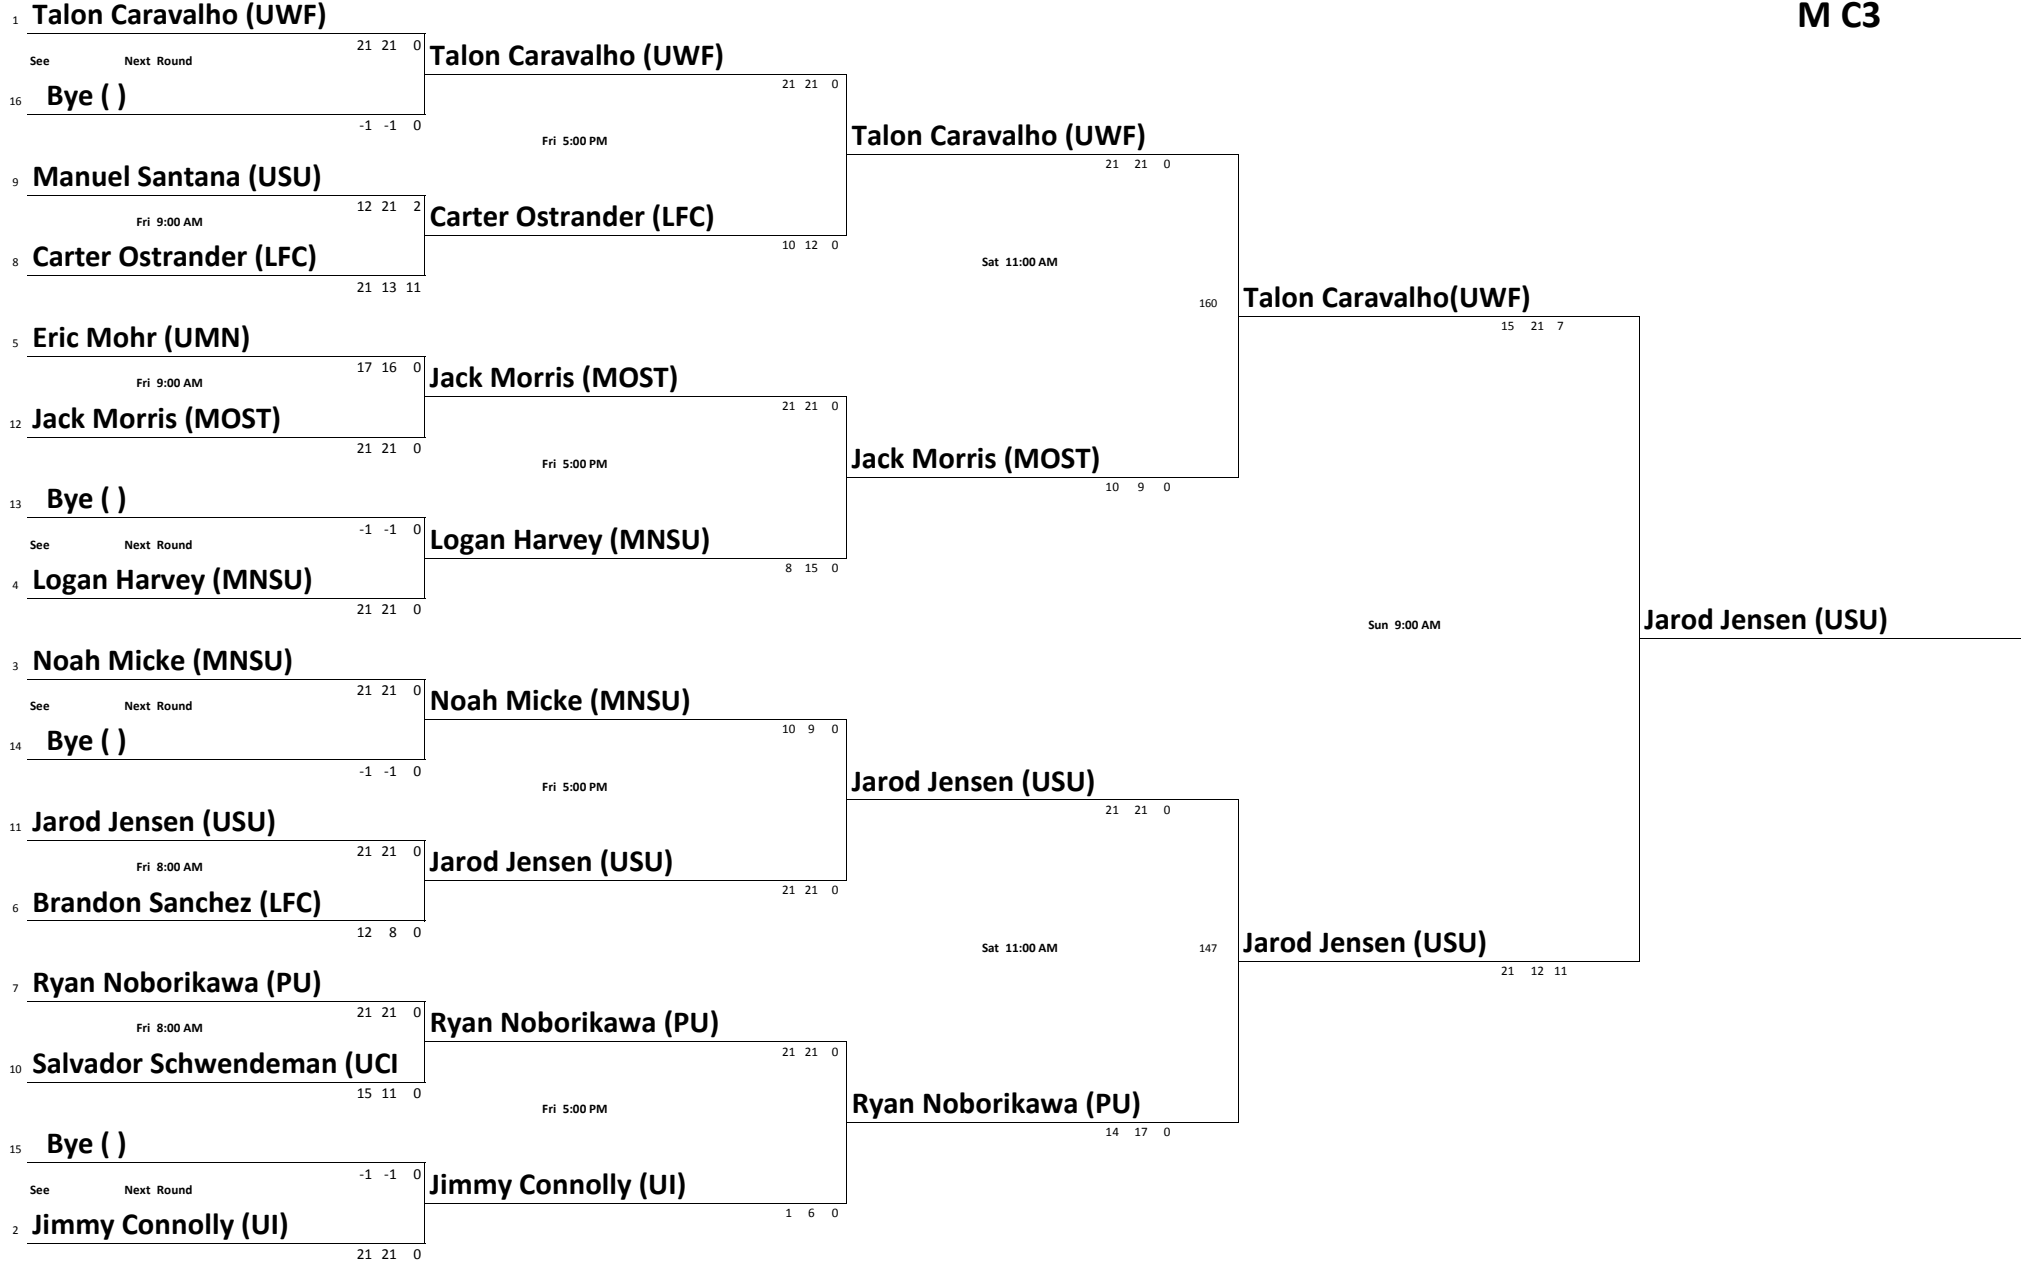 M C3
1 Talon Caravalho (UWF)
21 21 0
See Next Round
16 Bye ( )
-1 -1 0
9 Manuel Santana (USU)
12 21 2
Fri 9:00 AM
8 Carter Ostrander (LFC)
21 13 11
5 Eric Mohr (UMN)
17 16 0
Fri 9:00 AM
12 Jack Morris (MOST)
21 21 0
13 Bye ( )
-1 -1 0
See Next Round
4 Logan Harvey (MNSU)
21 21 0
3 Noah Micke (MNSU)
21 21 0
See Next Round
14 Bye ( )
-1 -1 0
11 Jarod Jensen (USU)
21 21 0
Fri 8:00 AM
6 Brandon Sanchez (LFC)
12 8 0
7 Ryan Noborikawa (PU)
21 21 0
Fri 8:00 AM
10 Salvador Schwendeman (UCI
15 11 0
15 Bye ( )
-1 -1 0
See Next Round
2 Jimmy Connolly (UI)
21 21 0
Talon Caravalho (UWF)
21 21 0
Fri 5:00 PM
Carter Ostrander (LFC)
10 12 0
Jack Morris (MOST)
21 21 0
Fri 5:00 PM
Logan Harvey (MNSU)
8 15 0
Noah Micke (MNSU)
10 9 0
Fri 5:00 PM
Jarod Jensen (USU)
21 21 0
Ryan Noborikawa (PU)
21 21 0
Fri 5:00 PM
Jimmy Connolly (UI)
1 6 0
Talon Caravalho (UWF)
21 21 0
Sat 11:00 AM
160
Jack Morris (MOST)
10 9 0
Jarod Jensen (USU)
21 21 0
Sat 11:00 AM
147
Ryan Noborikawa (PU)
14 17 0
Talon Caravalho(UWF)
15 21 7
Sun 9:00 AM
Jarod Jensen (USU)
21 12 11
Jarod Jensen (USU)